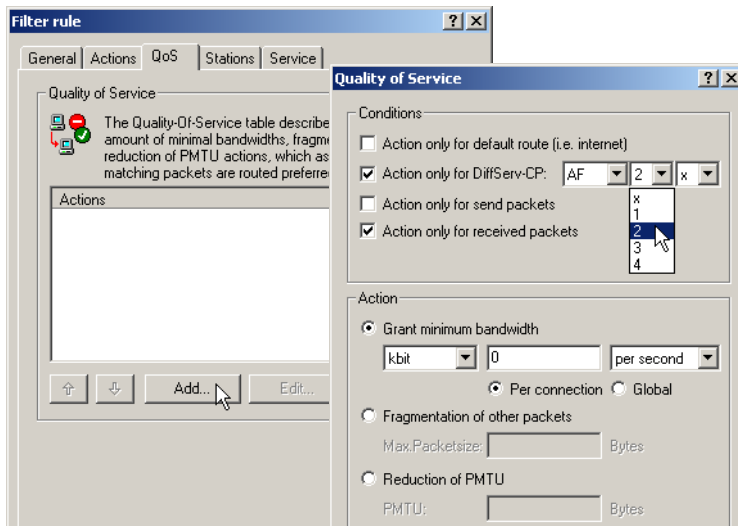 Filter rule
General Actions QoS Stations Service
Quality of Service
The Quality-Of-Service table describe
amount of minimal bandwidths, fragme
reduction of PMTU actions, which as
matching packets are routed preferre
Actions
Add... Edit...
Quality of Service
Conditions
Action only for default route (i.e. internet)
Action only for DiffServ-CP: AF 2 x
x
1
2
3
4
Action only for send packets
Action only for received packets
Action
Grant minimum bandwidth
kbit 0 per second
Per connection Global
Fragmentation of other packets
Max.Packetsize: Bytes
Reduction of PMTU
PMTU: Bytes